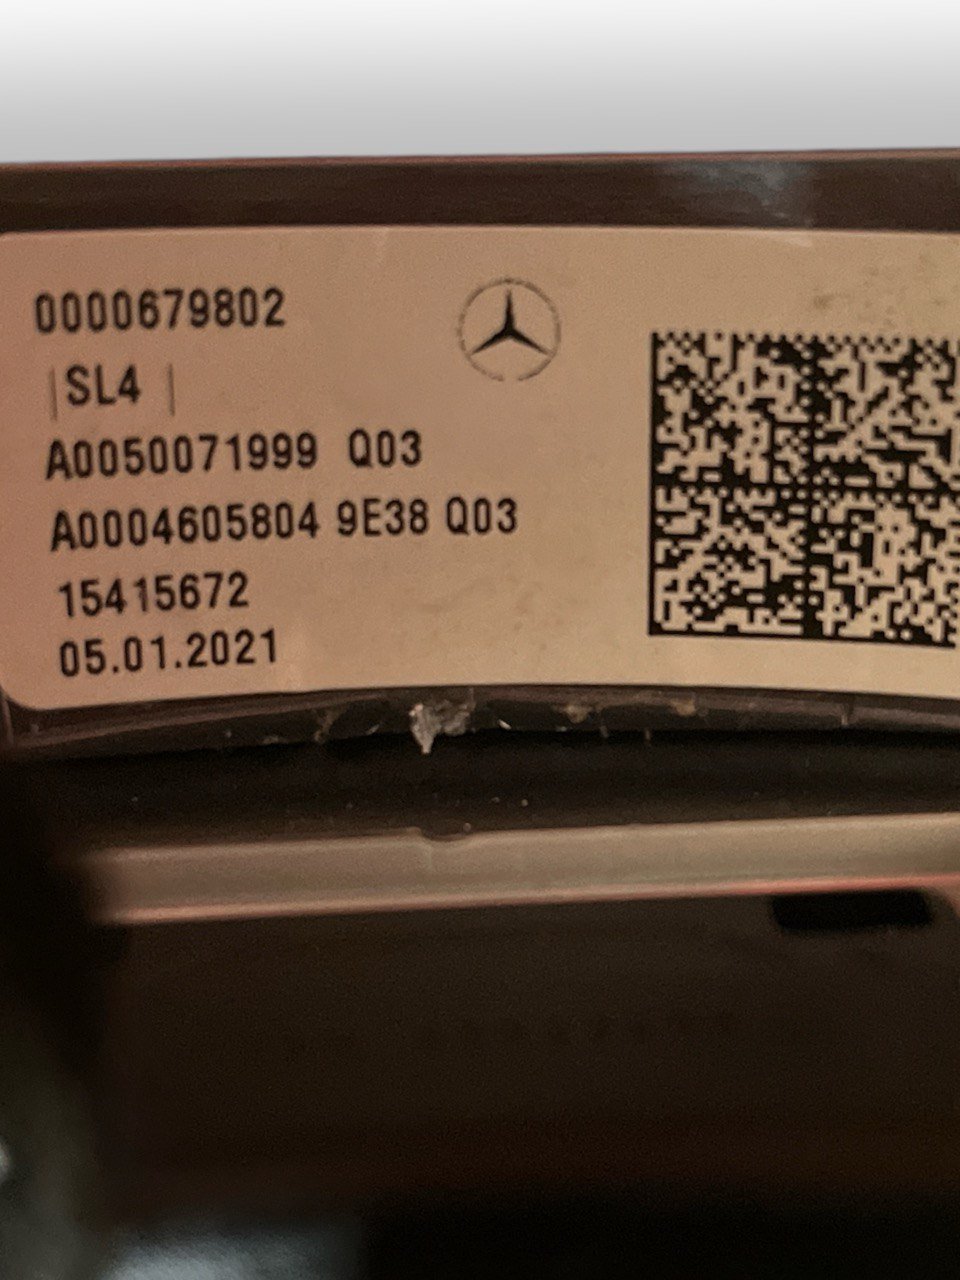 0000679802
|SL4 |
A0050071999 Q03
A0004605804 9E38 Q03
15415672
05.01.2021